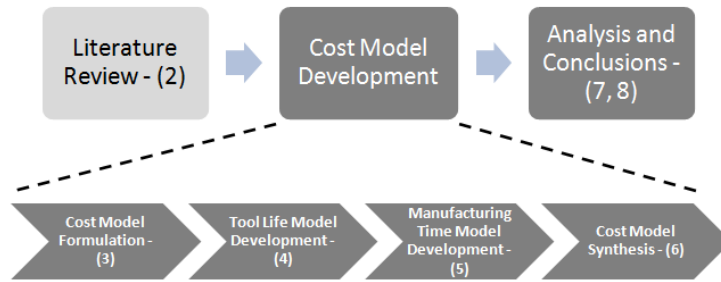 Literature
Review - (2)
Cost Model
Development
Analysis and
Conclusions -
(7, 8)
Cost Model
Formulation -
(3)
Tool Life Model
Development -
(4)
Manufacturing
Time Model
Development -
(5)
Cost Model
Synthesis - (6)